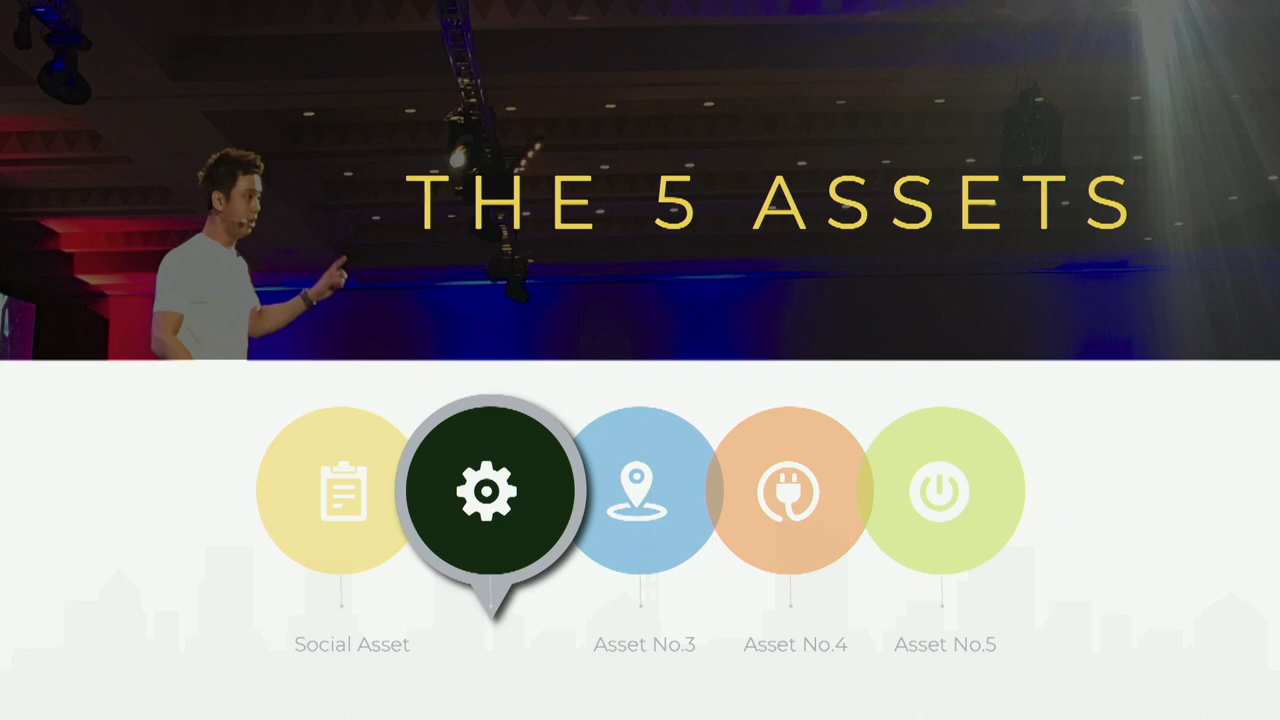 THE 5 ASSETS
Social Asset
Asset No.3
Asset No.4
Asset No.5